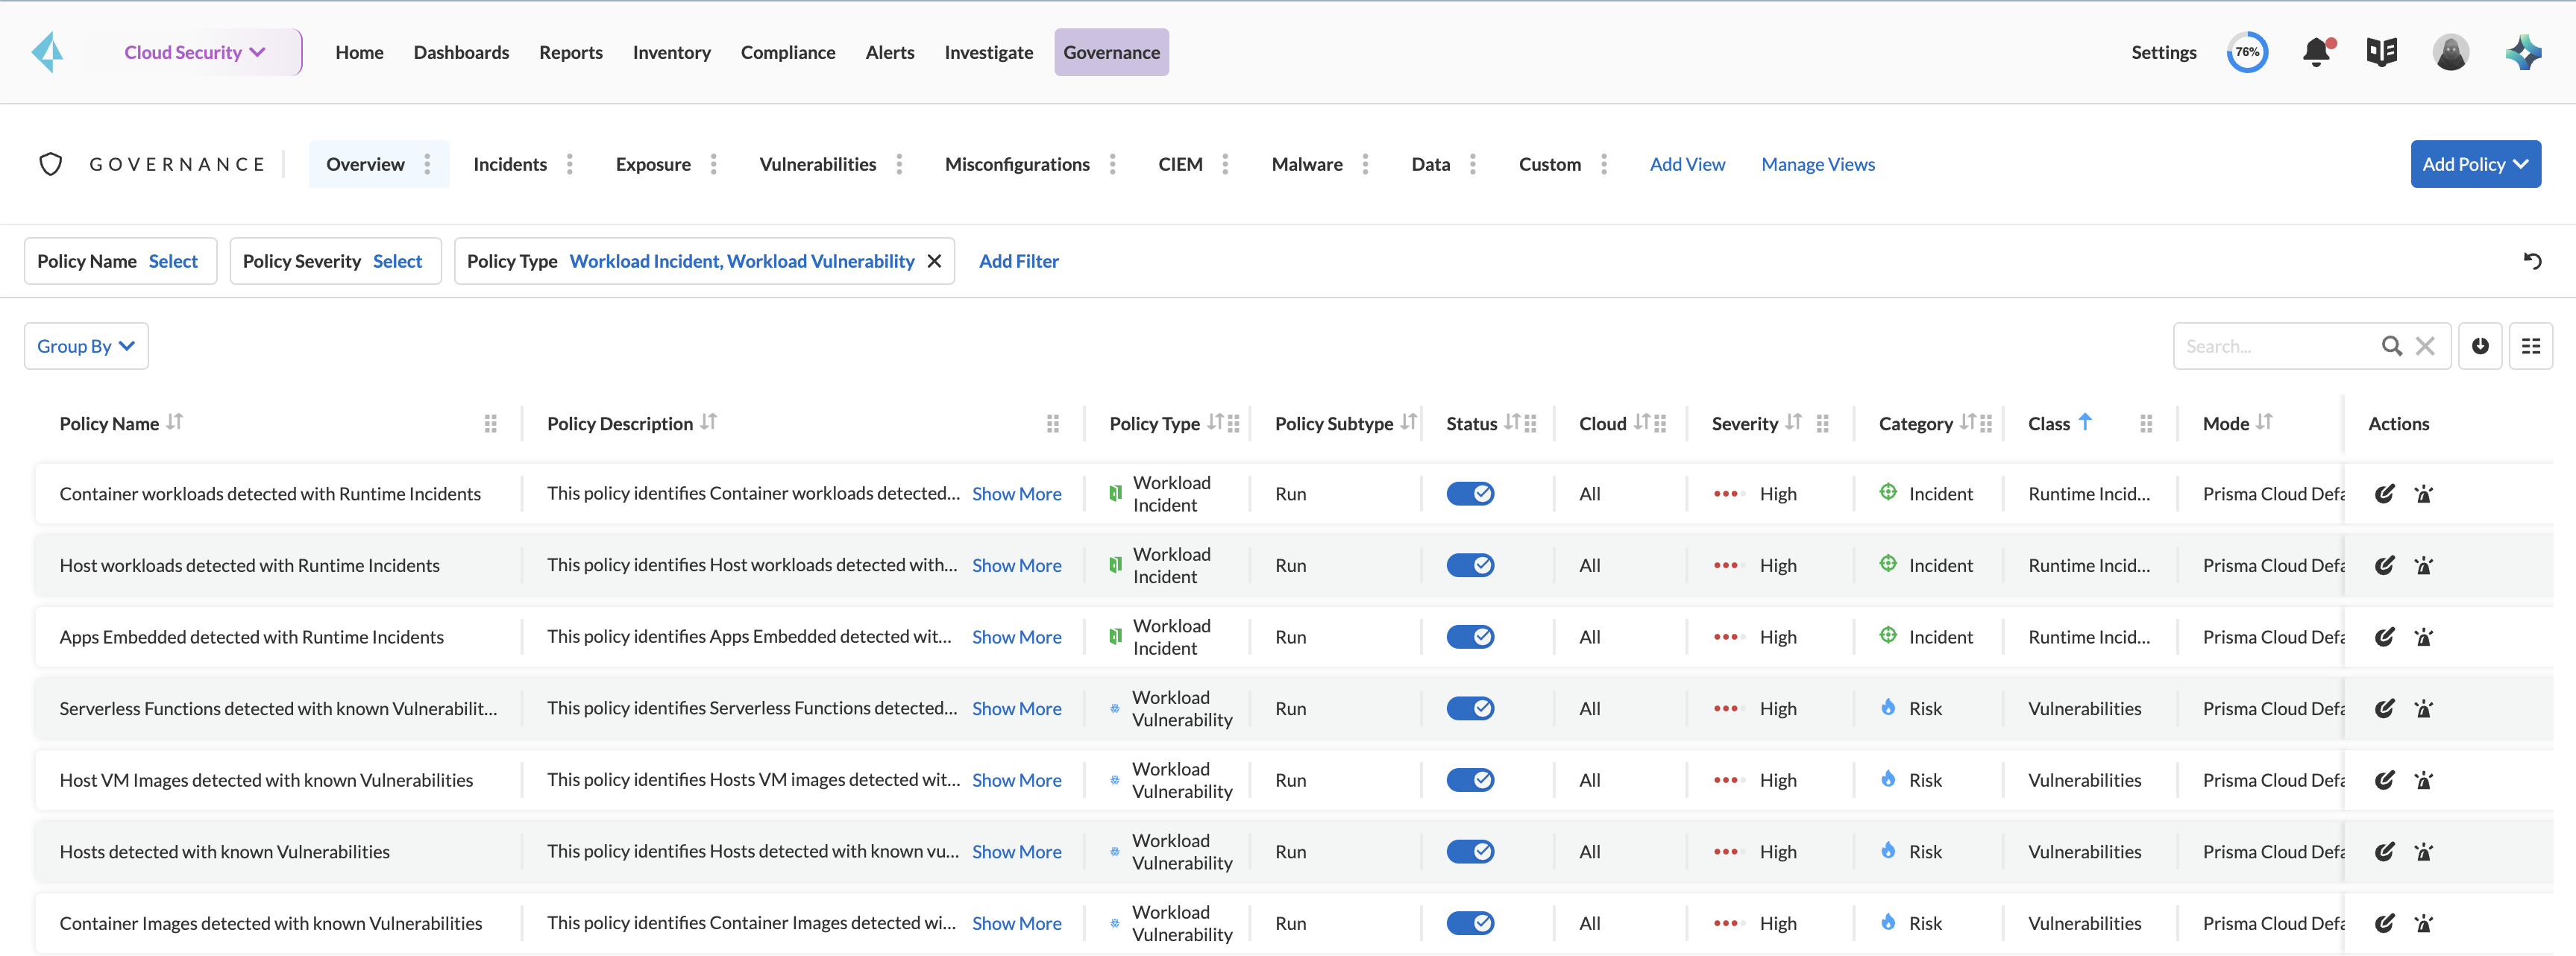 Cloud Security Home Dashboards Reports Inventory Compliance Alerts Investigate Governance Settings 76%
GOVERNANCE Overview Incidents Exposure Vulnerabilities Misconfigurations CIEM Malware Data Custom Add View Manage Views Add Policy
Policy Name Select Policy Severity Select Policy Type Workload Incident, Workload Vulnerability Add Filter
Group By Search...
Policy Name Policy Description Policy Type Policy Subtype Status Cloud Severity Category Class Mode Actions
Container workloads detected with Runtime Incidents This policy identifies Container workloads detected... Show More Workload Incident Run All High Incident Runtime Incid... Prisma Cloud Defa
Host workloads detected with Runtime Incidents This policy identifies Host workloads detected with... Show More Workload Incident Run All High Incident Runtime Incid... Prisma Cloud Defa
Apps Embedded detected with Runtime Incidents This policy identifies Apps Embedded detected wit... Show More Workload Incident Run All High Incident Runtime Incid... Prisma Cloud Defa
Serverless Functions detected with known Vulnerabilit... This policy identifies Serverless Functions detected... Show More Workload Vulnerability Run All High Risk Vulnerabilities Prisma Cloud Defa
Host VM Images detected with known Vulnerabilities This policy identifies Hosts VM images detected wit... Show More Workload Vulnerability Run All High Risk Vulnerabilities Prisma Cloud Defa
Hosts detected with known Vulnerabilities This policy identifies Hosts detected with known vu... Show More Workload Vulnerability Run All High Risk Vulnerabilities Prisma Cloud Defa
Container Images detected with known Vulnerabilities This policy identifies Container Images detected wi... Show More Workload Vulnerability Run All High Risk Vulnerabilities Prisma Cloud Defa